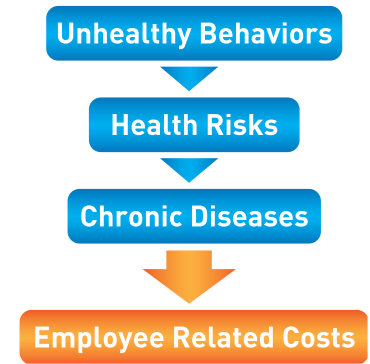 Unhealthy Behaviors
Health Risks
Chronic Diseases
Employee Related Costs